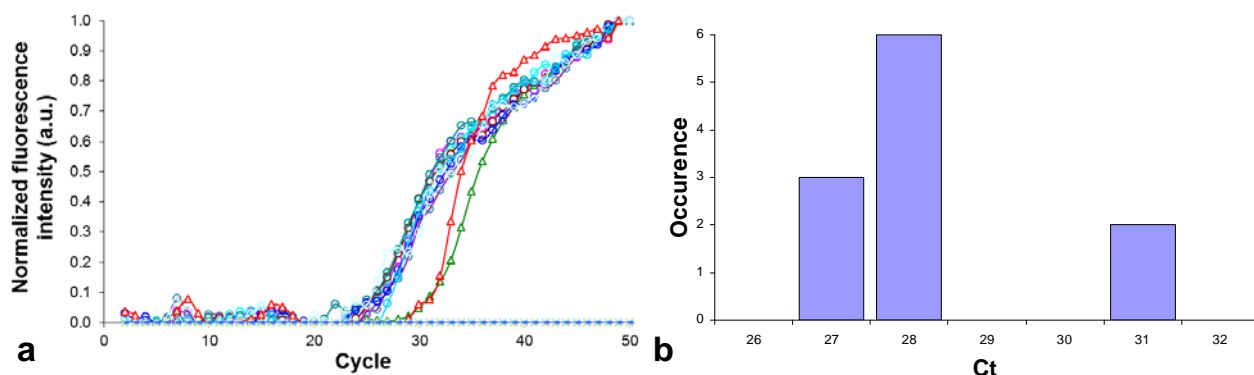 Normalized fluorescence
intensity (a.u.)
1.0
0.9
0.8
0.7
0.6
0.5
0.4
0.3
0.2
0.1
0.0
0 10 20 30 40 50
Cycle
a
Occurence
6
5
4
3
2
1
0
26 27 28 29 30 31 32
Ct
b